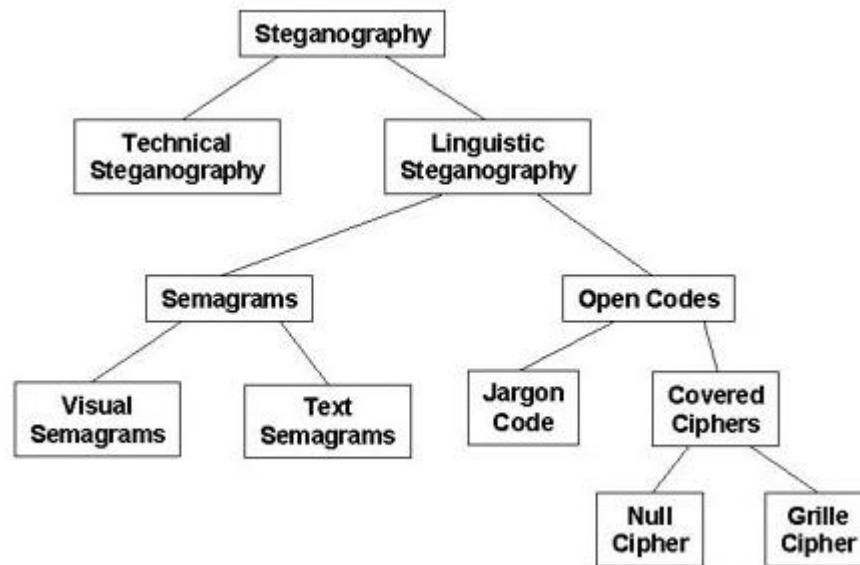 Steganography
Technical
Steganography
Linguistic
Steganography
Semagrams
Open Codes
Visual
Semagrams
Text
Semagrams
Jargon
Code
Covered
Ciphers
Null
Cipher
Grille
Cipher